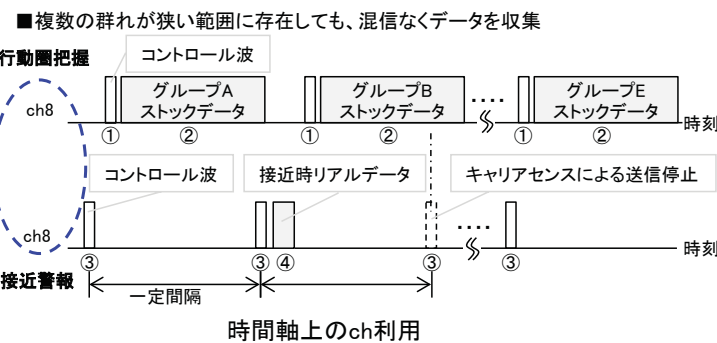 ■複数の群れが狭い範囲に存在しても、混信なくデータを収集
行動圏把握
コントロール波
ch8
グループA
ストックデータ
グループB
ストックデータ
‥‥
グループE
ストックデータ
① ② ① ② ① ②
時刻
コントロール波
接近時リアルデータ
キャリアセンスによる送信停止
ch8
‥‥
時刻
③ ③ ④ ③ ③
接近警報
一定間隔
時間軸上のch利用